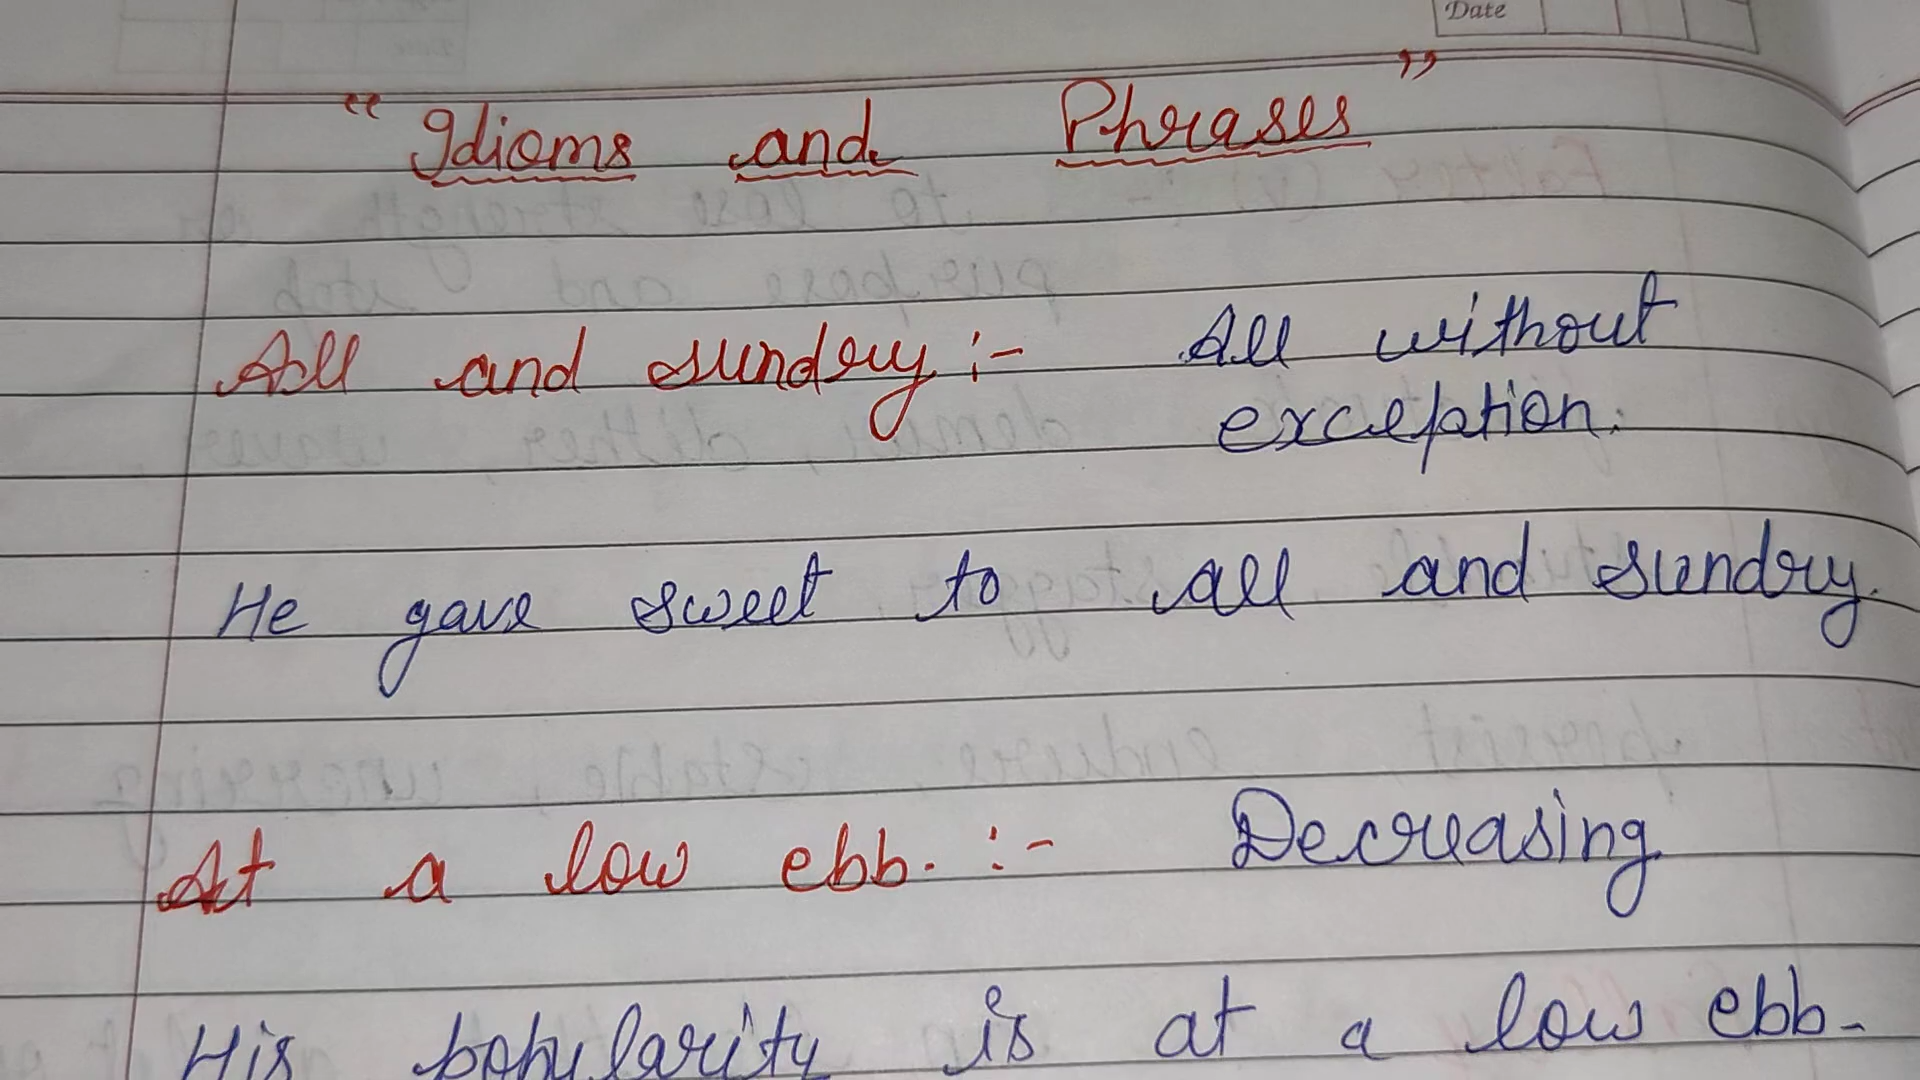 Date
"Idioms and Phrases"
All and sundry :- All without
exception.
He gave sweet to all and sundry.
At a low ebb. :- Decreasing
His popularity is at a low ebb.